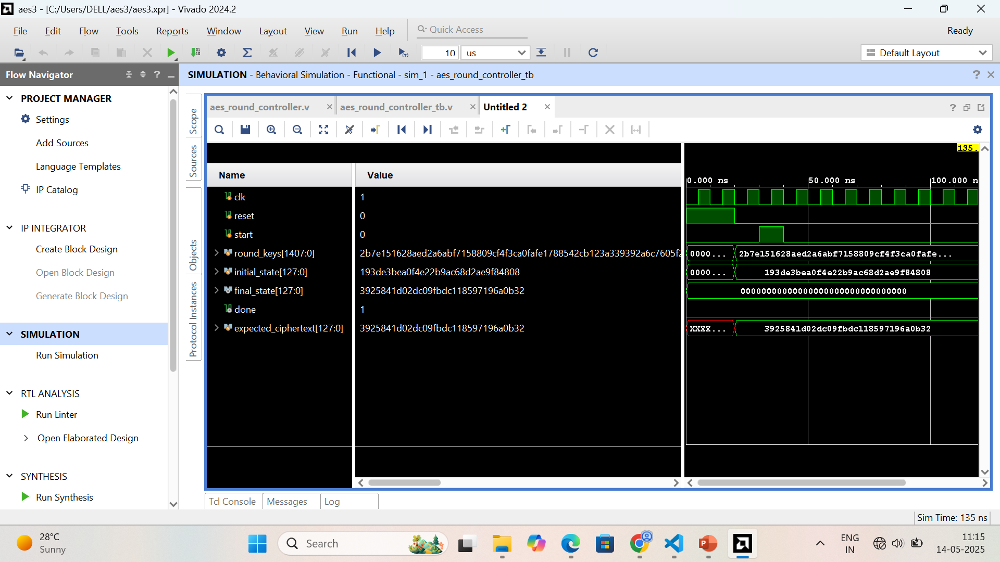 aes3 - [C:/Users/DELL/aes3/aes3.xpr] - Vivado 2024.2
File Edit Flow Tools Reports Window Layout View Run Help Quick Access Ready
10 us Default Layout
Flow Navigator
SIMULATION - Behavioral Simulation - Functional - sim_1 - aes_round_controller_tb
PROJECT MANAGER
Settings
Add Sources
Language Templates
IP Catalog
IP INTEGRATOR
Create Block Design
Open Block Design
Generate Block Design
SIMULATION
Run Simulation
RTL ANALYSIS
Run Linter
Open Elaborated Design
SYNTHESIS
Run Synthesis
Scope
Sources
Objects
Protocol Instances
aes_round_controller.v aes_round_controller_tb.v Untitled 2
135.
Name Value
0.000 ns 50.000 ns 100.000 n
clk 1
reset 0
start 0
round_keys[1407:0] 2b7e151628aed2a6abf7158809cf4f3ca0fafe1788542cb123a339392a6c7605f2 0000... 2b7e151628aed2a6abf7158809cf4f3ca0fafe...
initial_state[127:0] 193de3bea0f4e22b9ac68d2ae9f84808 0000... 193de3bea0f4e22b9ac68d2ae9f84808
final_state[127:0] 3925841d02dc09fbdc118597196a0b32 00000000000000000000000000000000
done 1
expected_ciphertext[127:0] 3925841d02dc09fbdc118597196a0b32 XXXX... 3925841d02dc09fbdc118597196a0b32
Tcl Console Messages Log
Sim Time: 135 ns
28°C
Sunny
Search
ENG
IN
11:15
14-05-2025